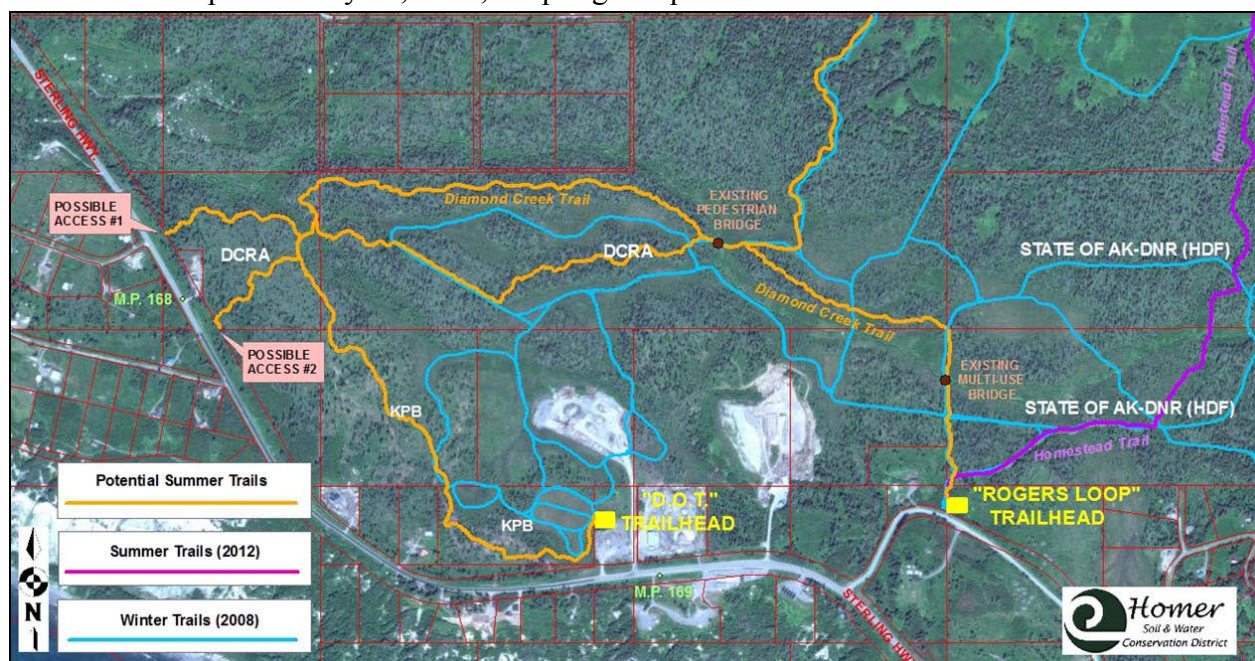 STERLING HWY.
POSSIBLE
ACCESS #1
DCRA
M.P. 168
POSSIBLE
ACCESS #2
Diamond Creek Trail
EXISTING
PEDESTRIAN
BRIDGE
DCRA
Diamond Creek Trail
Homestead Trail
STATE OF AK-DNR (HDF)
EXISTING
MULTI-USE
BRIDGE
STATE OF AK-DNR (HDF)
Homestead Trail
KPB
KPB
"D.O.T."
TRAILHEAD
"ROGERS LOOP"
TRAILHEAD
M.P. 169
STERLING HWY
Potential Summer Trails
Summer Trails (2012)
Winter Trails (2008)
N
Homer
Soil & Water
Conservation District